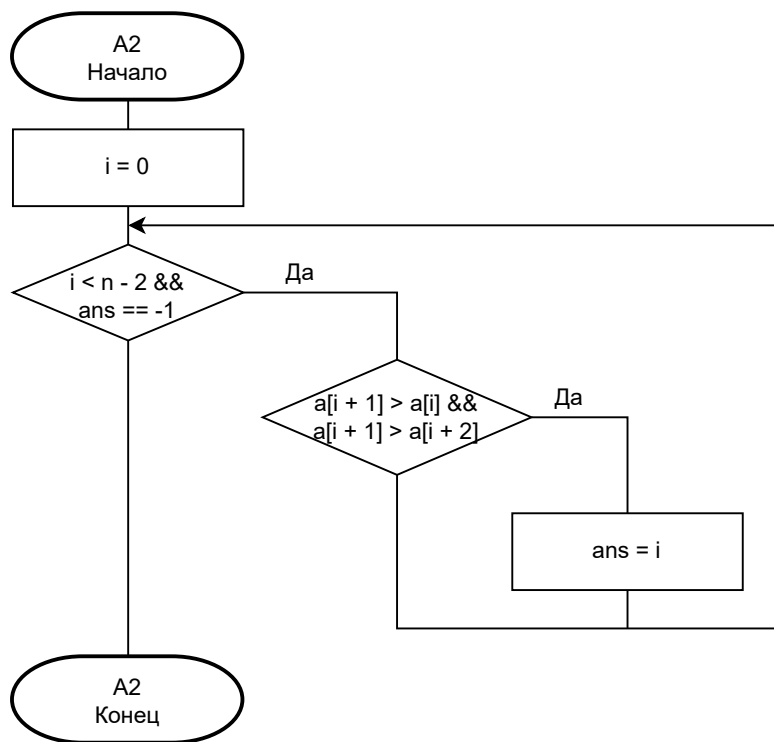 A2
Начало
i = 0
i < n - 2 &&
ans == -1
Да
a[i + 1] > a[i] &&
a[i + 1] > a[i + 2]
Да
ans = i
A2
Конец